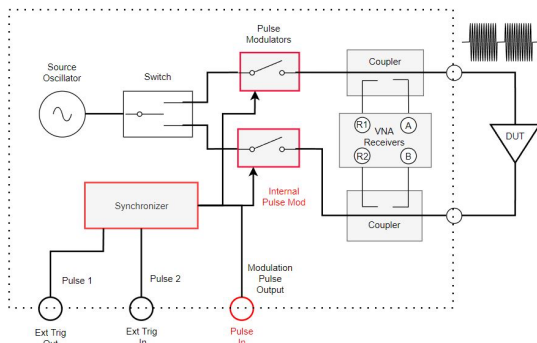 Pulse
Modulators
Source
Oscillator
Switch
Coupler
R1
A
VNA
Receivers
R2
B
DUT
Internal
Pulse Mod
Synchronizer
Coupler
Pulse 1
Pulse 2
Modulation
Pulse
Output
Ext Trig
Out
Ext Trig
In
Pulse
In